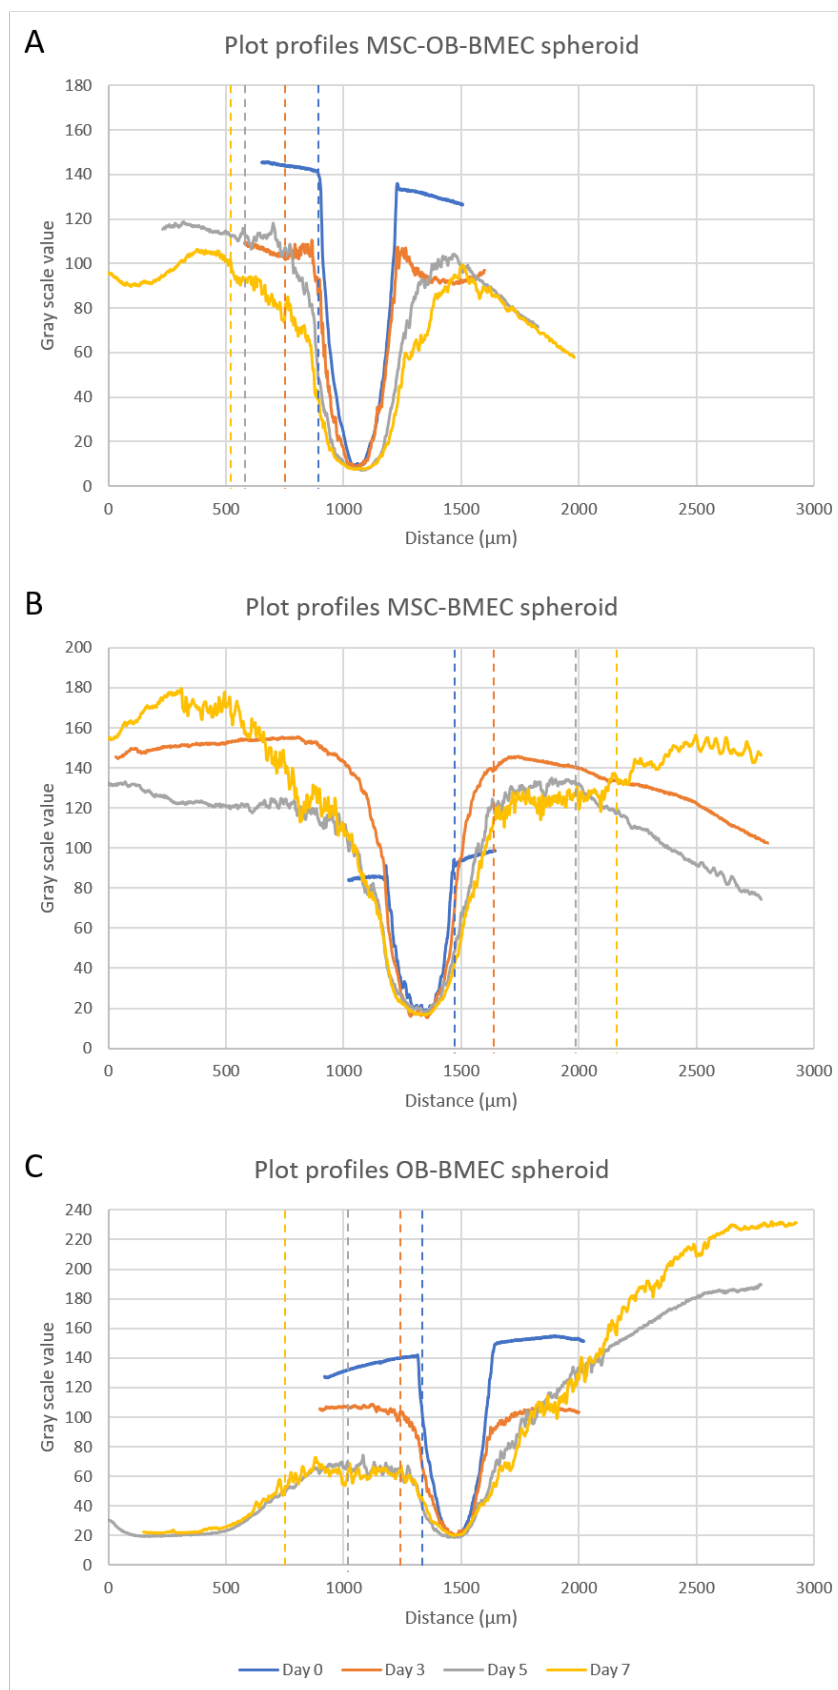 A
Plot profiles MSC-OB-BMEC spheroid
180
160
140
120
100
80
60
40
20
0
Gray scale value
0 500 1000 1500 2000 2500 3000
Distance (µm)
B
Plot profiles MSC-BMEC spheroid
200
180
160
140
120
100
80
60
40
20
0
Gray scale value
0 500 1000 1500 2000 2500 3000
Distance (µm)
C
Plot profiles OB-BMEC spheroid
240
220
200
180
160
140
120
100
80
60
40
20
0
Gray scale value
0 500 1000 1500 2000 2500 3000
Distance (µm)
Day 0 Day 3 Day 5 Day 7